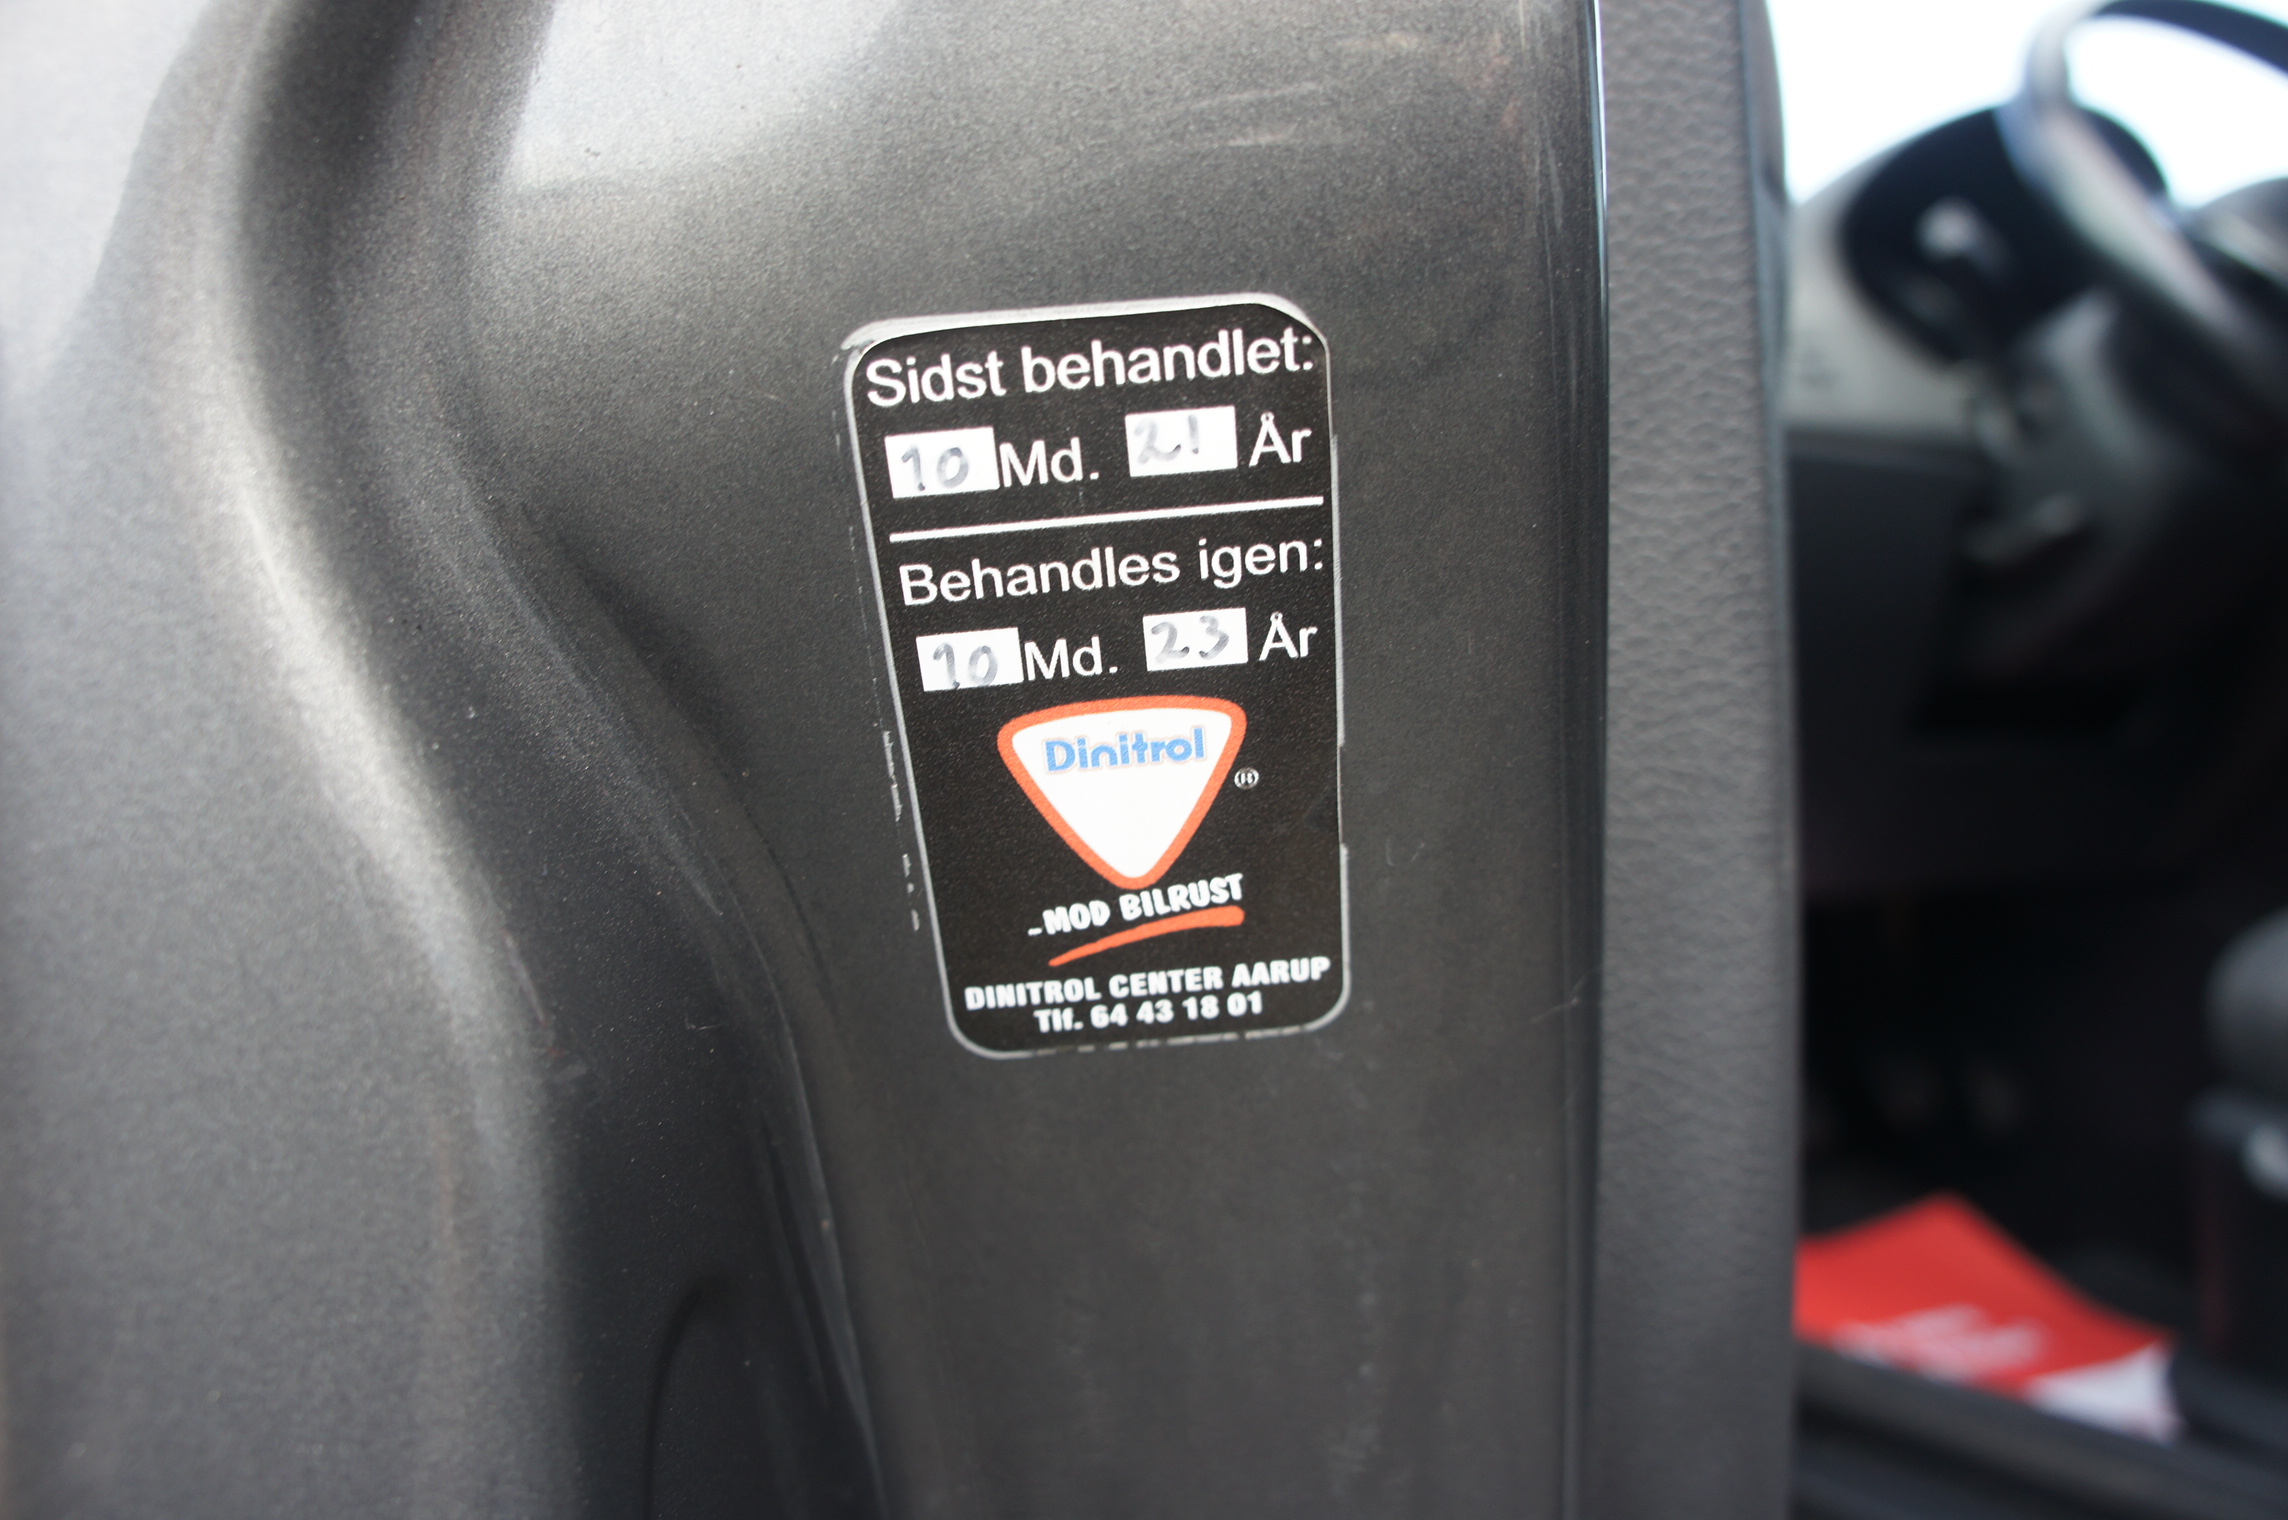 Sidst behandlet:
10 Md. 21 År
Behandles igen:
10 Md. 23 År
Dinitrol
®
-MOD BILRUST
DINITROL CENTER AARUP
Tlf. 64 43 18 01